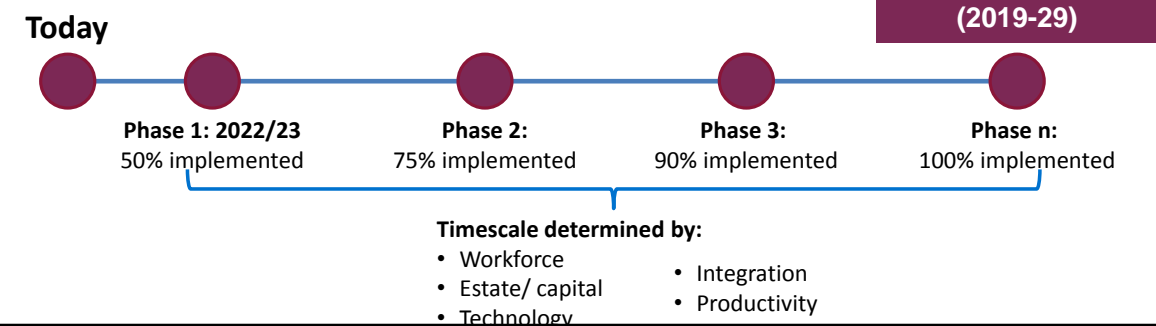 Today
(2019-29)
Phase 1: 2022/23
50% implemented
Phase 2:
75% implemented
Phase 3:
90% implemented
Phase n:
100% implemented
Timescale determined by:
• Workforce
• Estate/ capital
• Technology
• Integration
• Productivity